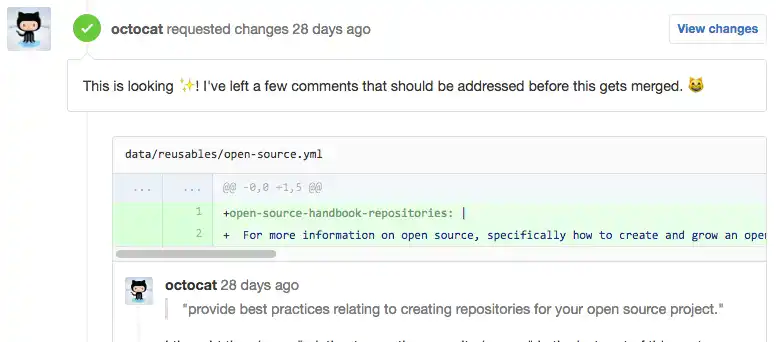 octocat requested changes 28 days ago
View changes
This is looking ✨! I've left a few comments that should be addressed before this gets merged. 😸
data/reusables/open-source.yml
... ... @@ -0,0 +1,5 @@
1 +open-source-handbook-repositories: |
2 + For more information on open source, specifically how to create and grow an open
octocat 28 days ago
"provide best practices relating to creating repositories for your open source project."